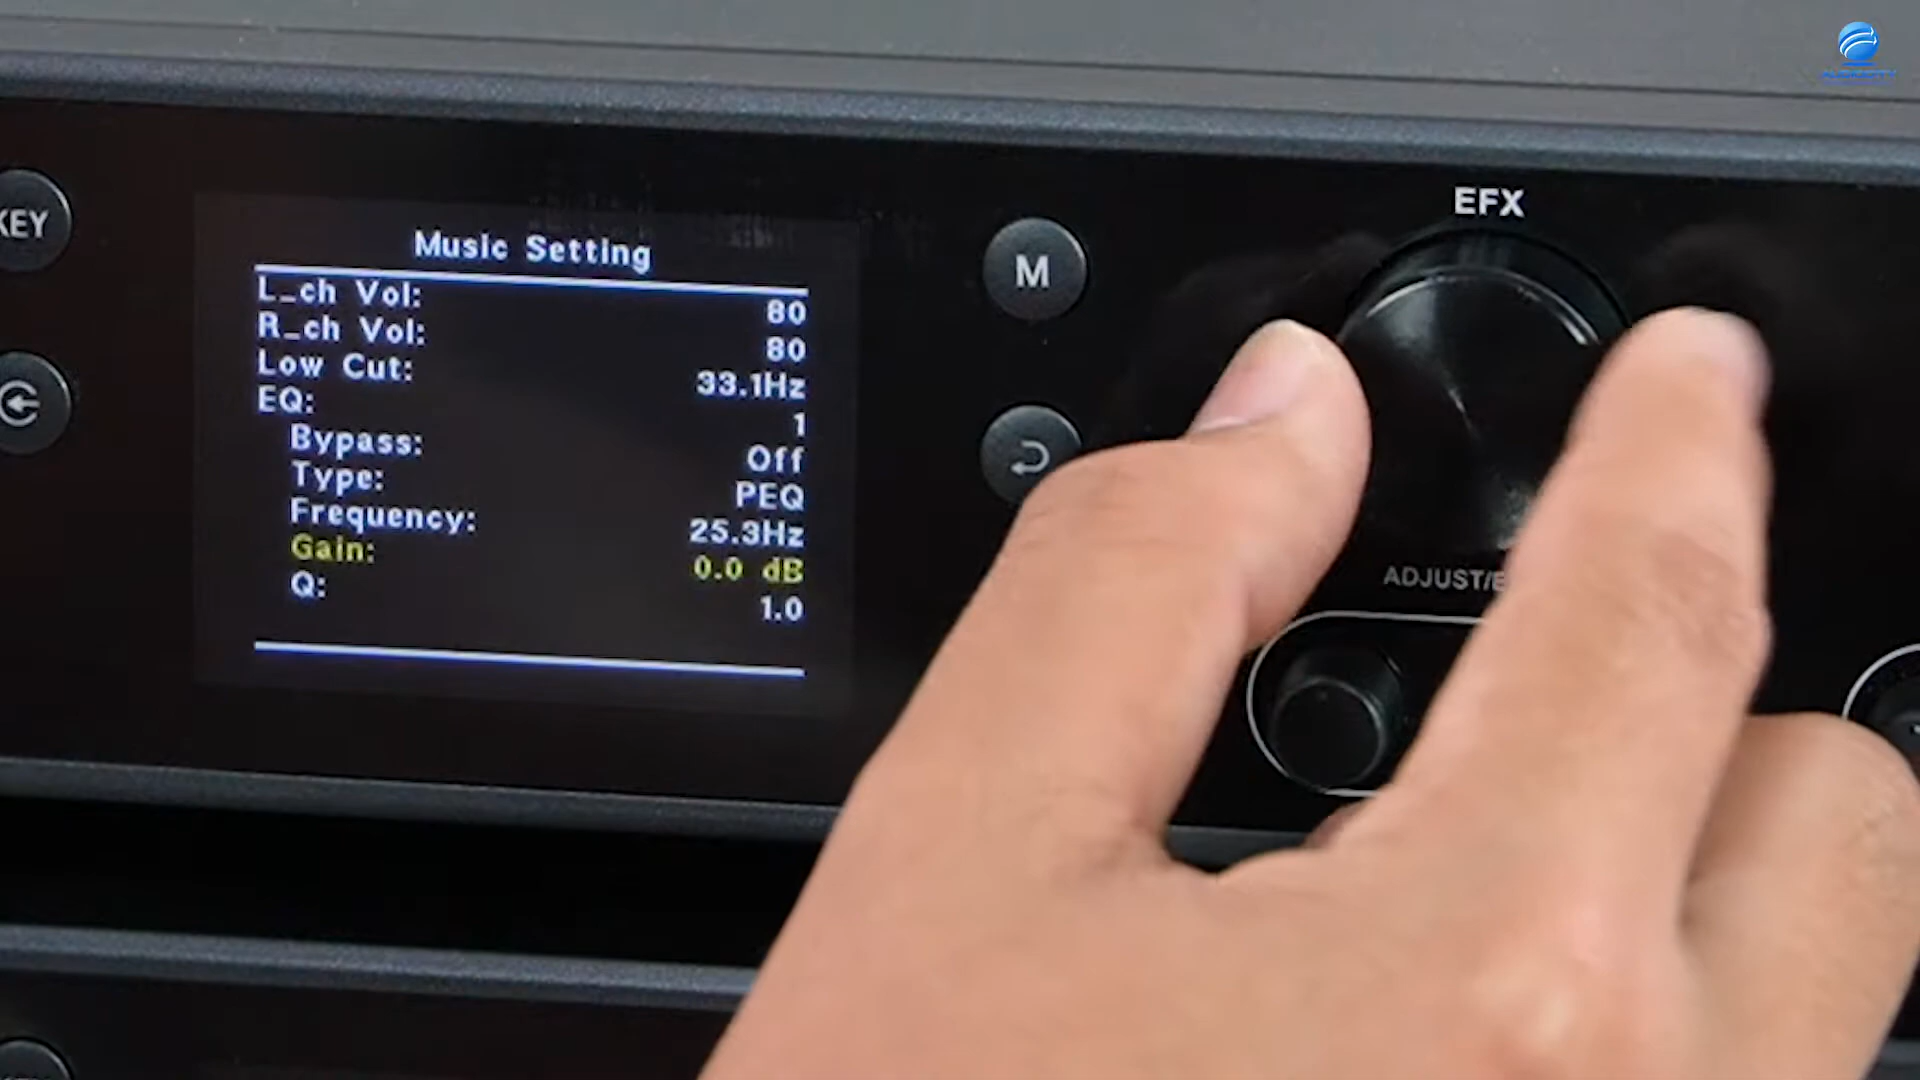 KEY
Music Setting
L_ch Vol: 80
R_ch Vol: 80
Low Cut: 33.1Hz
EQ: 1
Bypass: Off
Type: PEQ
Frequency: 25.3Hz
Gain: 0.0 dB
Q: 1.0
M
EFX
ADJUST/E